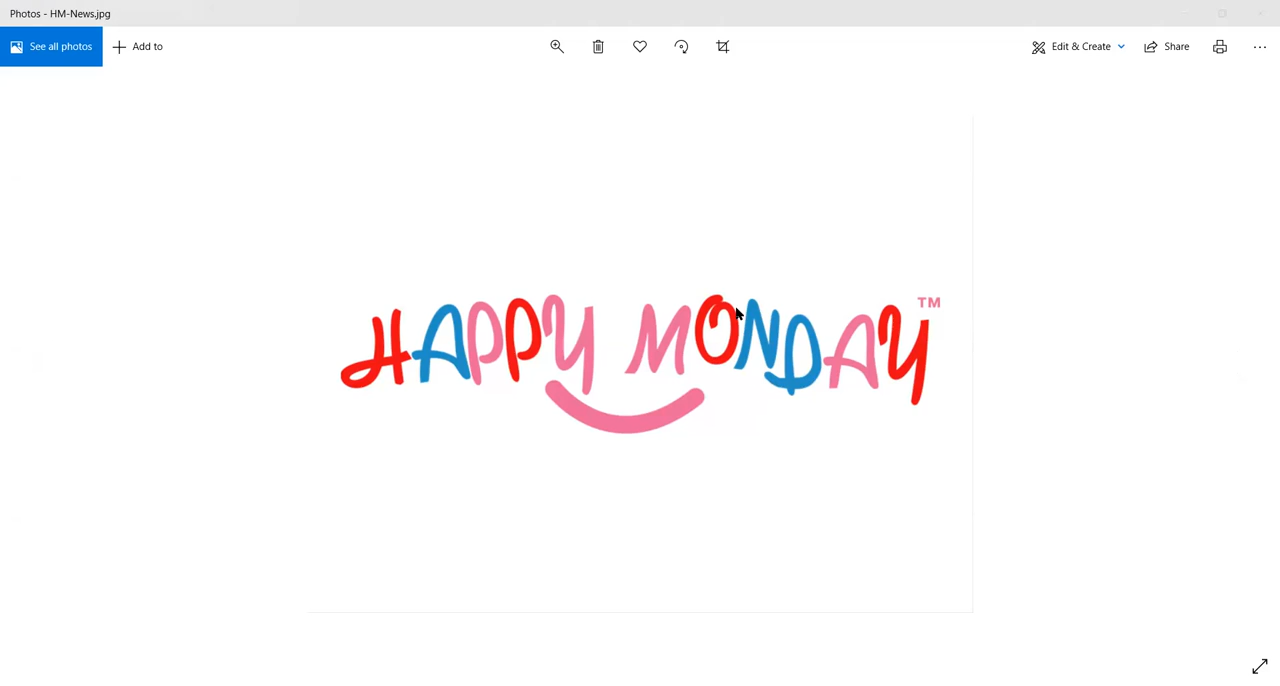 Photos - HM-News.jpg
See all photos
Add to
Edit & Create
Share
HAPPY MONDAY™